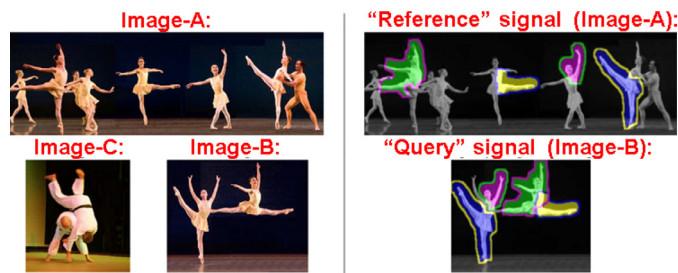 Image-A:
"Reference" signal (Image-A):
Image-C:
Image-B:
"Query" signal (Image-B):